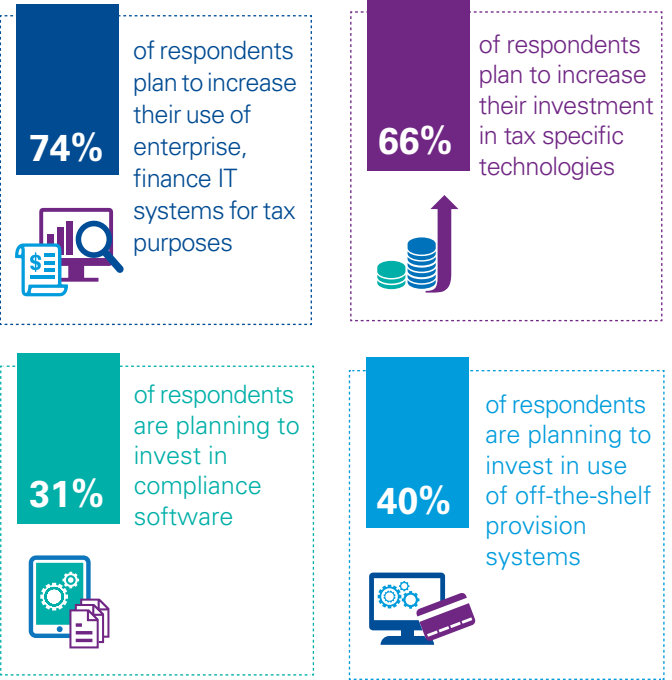 74%
of respondents
plan to increase
their use of
enterprise,
finance IT
systems for tax
purposes
$
66%
of respondents
plan to increase
their investment
in tax specific
technologies
31%
of respondents
are planning to
invest in
compliance
software
40%
of respondents
are planning to
invest in use
of off-the-shelf
provision
systems